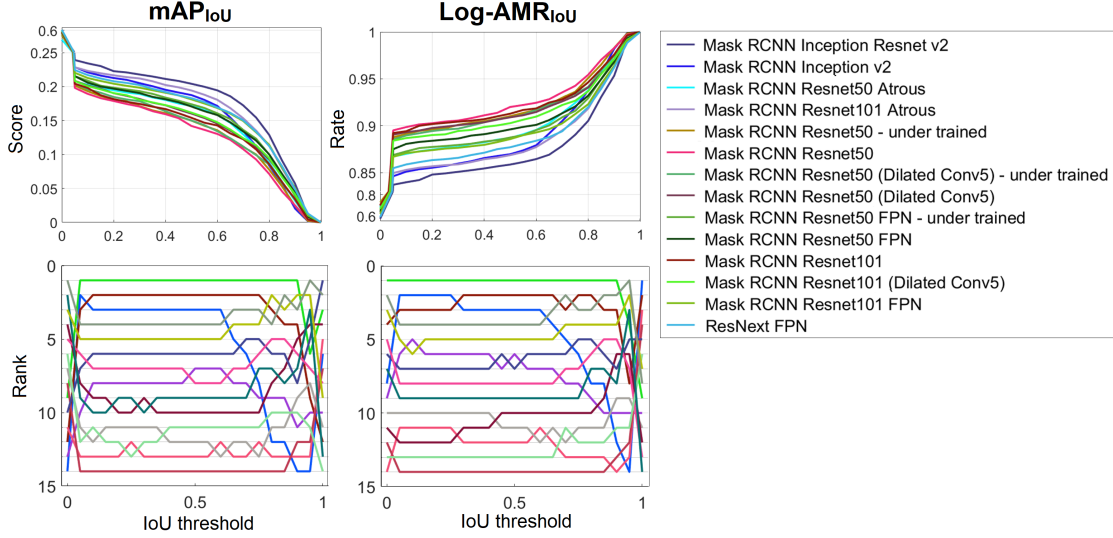 mAPIoU
Log-AMRIoU
Score
0.6
0.25
0.2
0.15
0.1
0.05
0
0 0.2 0.4 0.6 0.8 1
Rate
1
0.95
0.9
0.85
0.8
0.6
0 0.2 0.4 0.6 0.8 1
Mask RCNN Inception Resnet v2
Mask RCNN Inception v2
Mask RCNN Resnet50 Atrous
Mask RCNN Resnet101 Atrous
Mask RCNN Resnet50 - under trained
Mask RCNN Resnet50
Mask RCNN Resnet50 (Dilated Conv5) - under trained
Mask RCNN Resnet50 (Dilated Conv5)
Mask RCNN Resnet50 FPN - under trained
Mask RCNN Resnet50 FPN
Mask RCNN Resnet101
Mask RCNN Resnet101 (Dilated Conv5)
Mask RCNN Resnet101 FPN
ResNext FPN
Rank
0
5
10
15
0 0.5 1
IoU threshold
0
5
10
15
0 0.5 1
IoU threshold